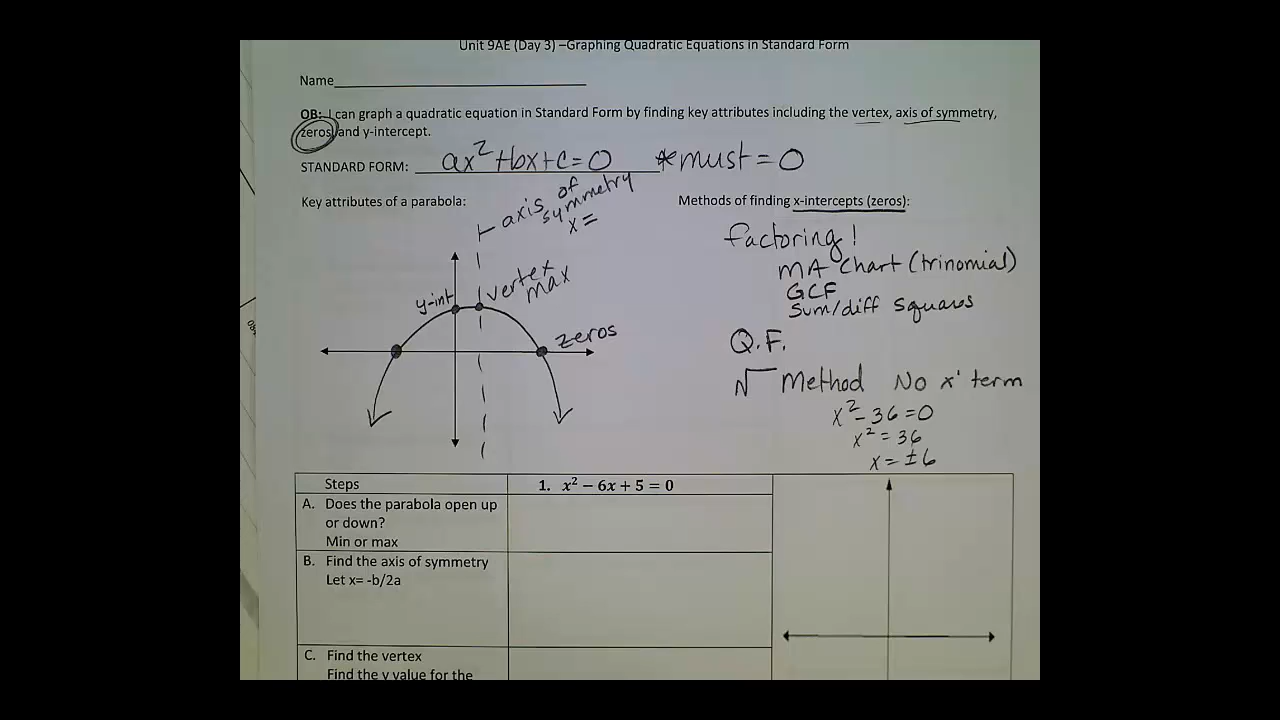 Unit 9AE (Day 3) –Graphing Quadratic Equations in Standard Form
Name
OB: I can graph a quadratic equation in Standard Form by finding key attributes including the vertex, axis of symmetry,
zeros, and y-intercept.
STANDARD FORM: ax² + bx + c = 0 *must = 0
Key attributes of a parabola:
axis of
symmetry
x =
y-int
vertex
max
zeros
Methods of finding x-intercepts (zeros):
factoring!
MA Chart (trinomial)
GCF
Sum/diff Squares
Q.F.
√ Method No x' term
x² - 36 = 0
x² = 36
x = ±6
Steps
1. x² − 6x + 5 = 0
A. Does the parabola open up
or down?
Min or max
B. Find the axis of symmetry
Let x= -b/2a
C. Find the vertex
Find the y value for the